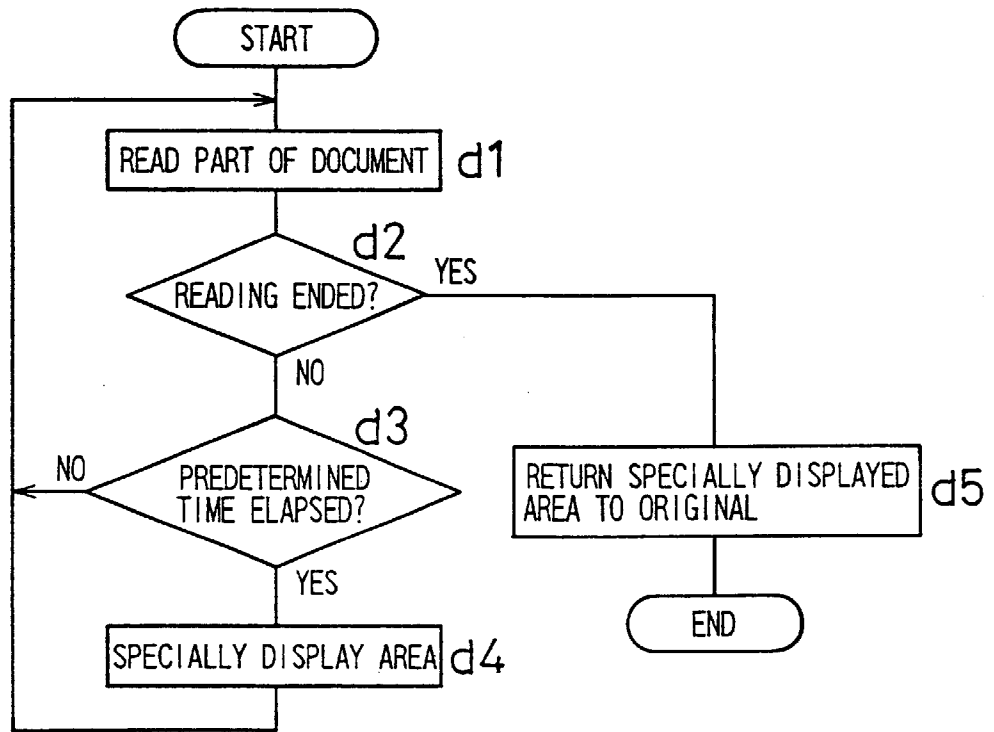 START
READ PART OF DOCUMENT
d1
d2
READING ENDED?
YES
NO
d3
PREDETERMINED
TIME ELAPSED?
NO
YES
SPECIALLY DISPLAY AREA
d4
RETURN SPECIALLY DISPLAYED
AREA TO ORIGINAL
d5
END